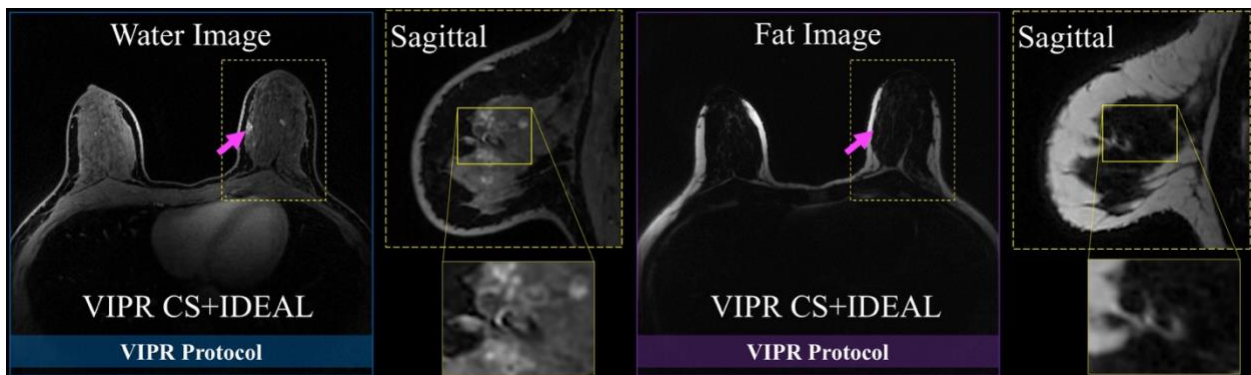 Water Image
VIPR CS+IDEAL
VIPR Protocol
Sagittal
Fat Image
VIPR CS+IDEAL
VIPR Protocol
Sagittal